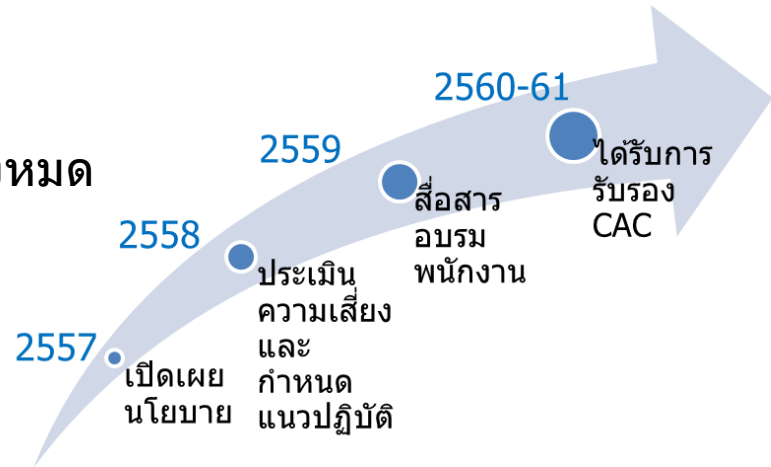 2560-61
ได้รับการ
รับรอง
CAC
2559
สื่อสาร
อบรม
พนักงาน
หมด
2558
ประเมิน
ความเสี่ยง
และ
กำหนด
แนวปฏิบัติ
2557
เปิดเผย
นโยบาย